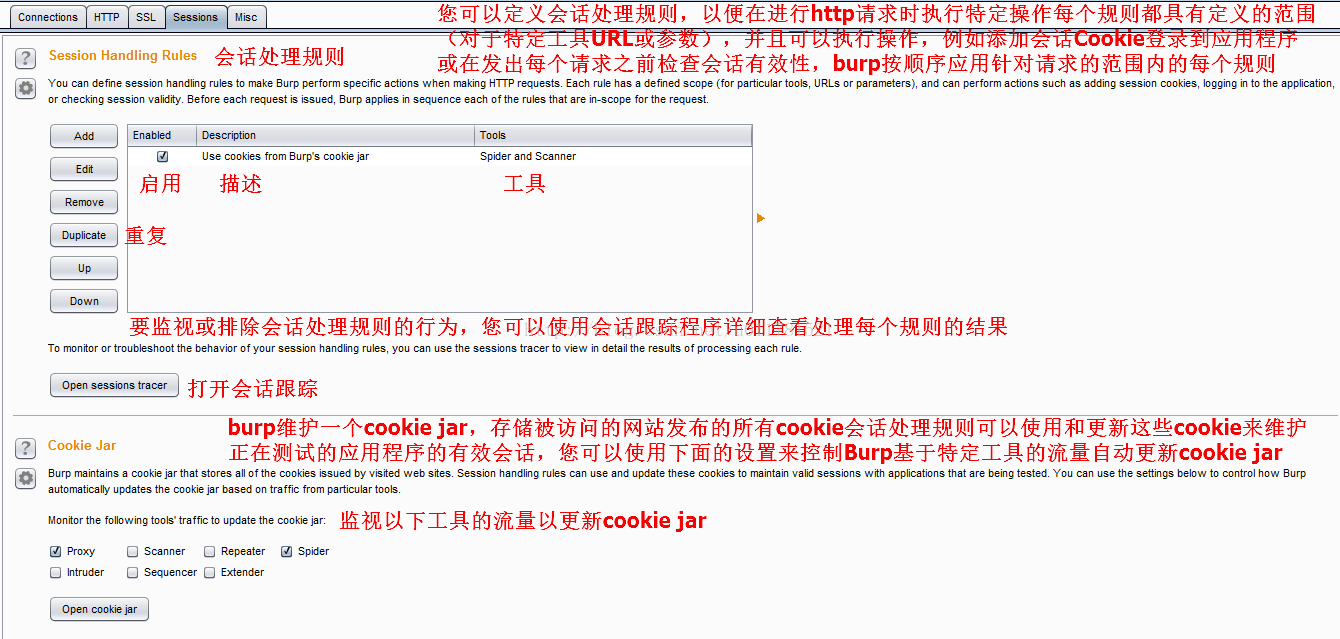 Connections HTTP SSL Sessions Misc
您可以定义会话处理规则，以便在进行http请求时执行特定操作每个规则都具有定义的范围
（对于特定工具URL或参数），并且可以执行操作，例如添加会话Cookie登录到应用程序
或在发出每个请求之前检查会话有效性，burp按顺序应用针对请求的范围内的每个规则
Session Handling Rules 会话处理规则
You can define session handling rules to make Burp perform specific actions when making HTTP requests. Each rule has a defined scope (for particular tools, URLs or parameters), and can perform actions such as adding session cookies, logging in to the application,
or checking session validity. Before each request is issued, Burp applies in sequence each of the rules that are in-scope for the request.
Add
Edit
Remove
Duplicate 重复
Up
Down
Enabled Description Tools
Use cookies from Burp's cookie jar Spider and Scanner
启用 描述 工具
要监视或排除会话处理规则的行为，您可以使用会话跟踪程序详细查看处理每个规则的结果
To monitor or troubleshoot the behavior of your session handling rules, you can use the sessions tracer to view in detail the results of processing each rule.
Open sessions tracer 打开会话跟踪
burp维护一个cookie jar，存储被访问的网站发布的所有cookie会话处理规则可以使用和更新这些cookie来维护
正在测试的应用程序的有效会话，您可以使用下面的设置来控制Burp基于特定工具的流量自动更新cookie jar
Cookie Jar
Burp maintains a cookie jar that stores all of the cookies issued by visited web sites. Session handling rules can use and update these cookies to maintain valid sessions with applications that are being tested. You can use the settings below to control how Burp
automatically updates the cookie jar based on traffic from particular tools.
Monitor the following tools' traffic to update the cookie jar: 监视以下工具的流量以更新cookie jar
Proxy Scanner Repeater Spider
Intruder Sequencer Extender
Open cookie jar